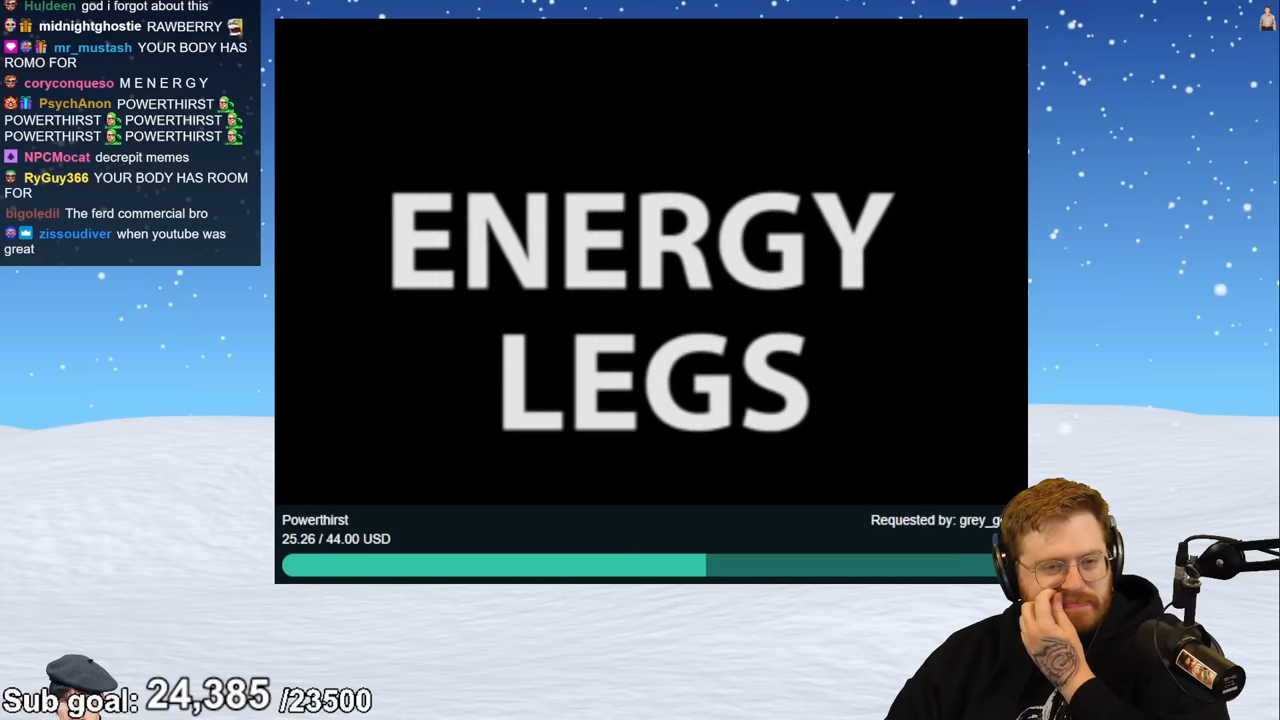 Huldeen god i forgot about this
midnightghostie RAWBERRY
mr_mustash YOUR BODY HAS
ROMO FOR
coryconqueso M E N E R G Y
PsychAnon POWERTHIRST
POWERTHIRST POWERTHIRST
POWERTHIRST POWERTHIRST
NPCMocat decrepit memes
RyGuy366 YOUR BODY HAS ROOM
FOR
bigoledil The ferd commercial bro
zissoudiver when youtube was
great
ENERGY
LEGS
Powerthirst
Requested by: grey_g
25.26 / 44.00 USD
Sub goal: 24,385 /23500